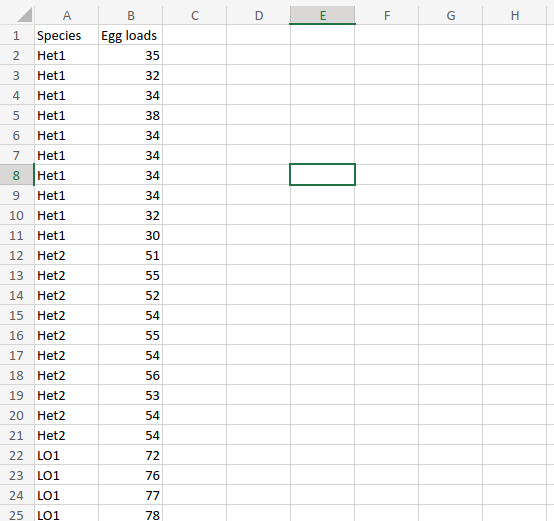 A B C D E F G H
1 Species Egg loads
2 Het1 35
3 Het1 32
4 Het1 34
5 Het1 38
6 Het1 34
7 Het1 34
8 Het1 34
9 Het1 34
10 Het1 32
11 Het1 30
12 Het2 51
13 Het2 55
14 Het2 52
15 Het2 54
16 Het2 55
17 Het2 54
18 Het2 56
19 Het2 53
20 Het2 54
21 Het2 54
22 LO1 72
23 LO1 76
24 LO1 77
25 LO1 78